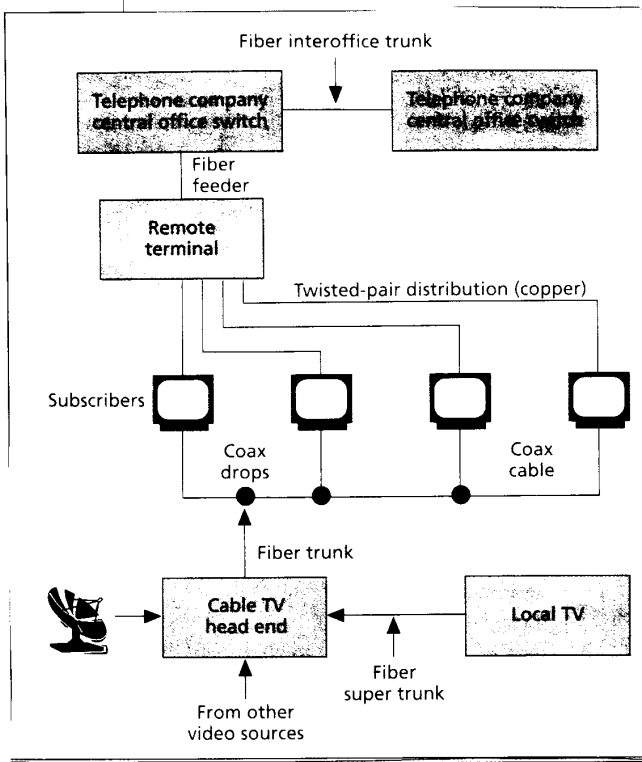 Fiber interoffice trunk
Telephone company
central office switch
Telephone company
central office switch
Fiber
feeder
Remote
terminal
Twisted-pair distribution (copper)
Subscribers
Coax
drops
Coax
cable
Fiber trunk
Cable TV
head end
Local TV
Fiber
super trunk
From other
video sources